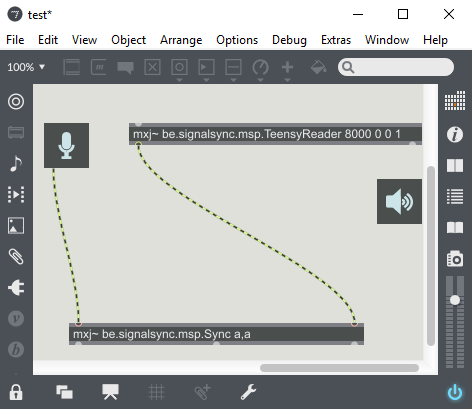 test*
File Edit View Object Arrange Options Debug Extras Window Help
100%
mxj~ be.signalsync.msp.TeensyReader 8000 0 0 1
mxj~ be.signalsync.msp.Sync a,a